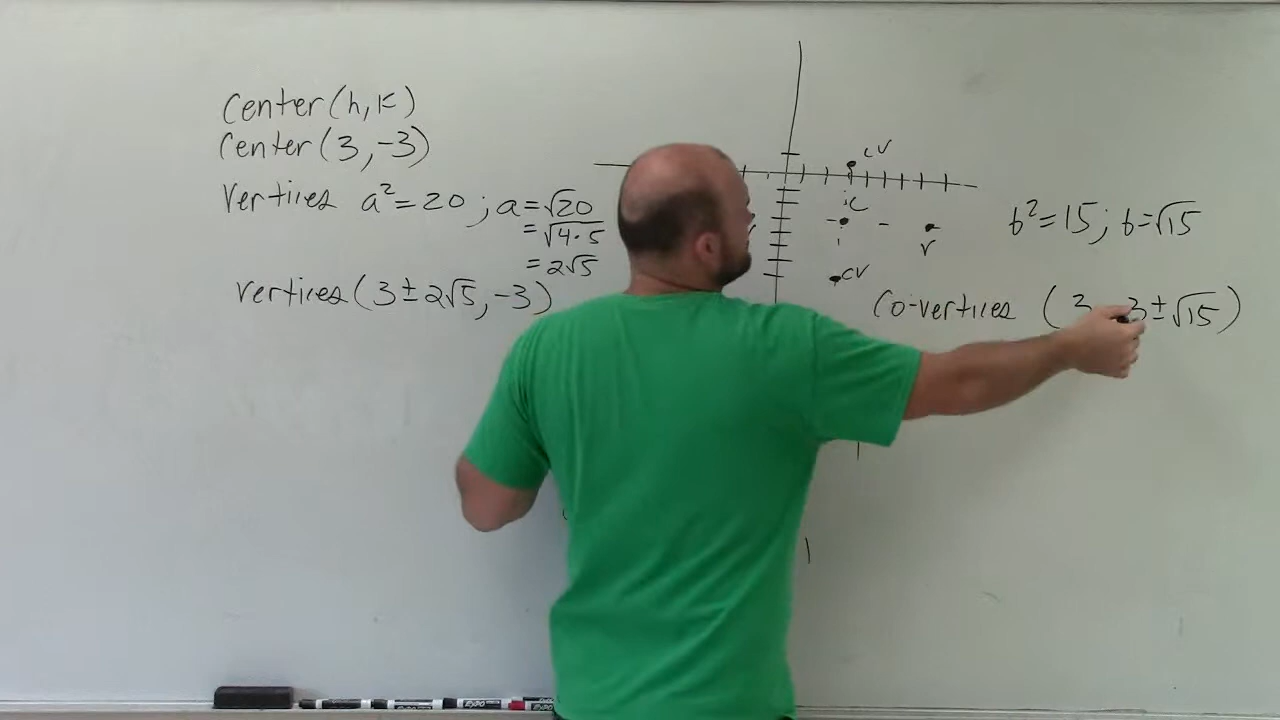 Center (h, k)
Center (3, -3)
Vertices a² = 20 ; a = √20
= √4·5
= 2√5
vertices (3 ± 2√5, -3)
CV
C
V
CV
b² = 15 ; b = √15
Co-vertices (3 3 ± √15)
EXPO